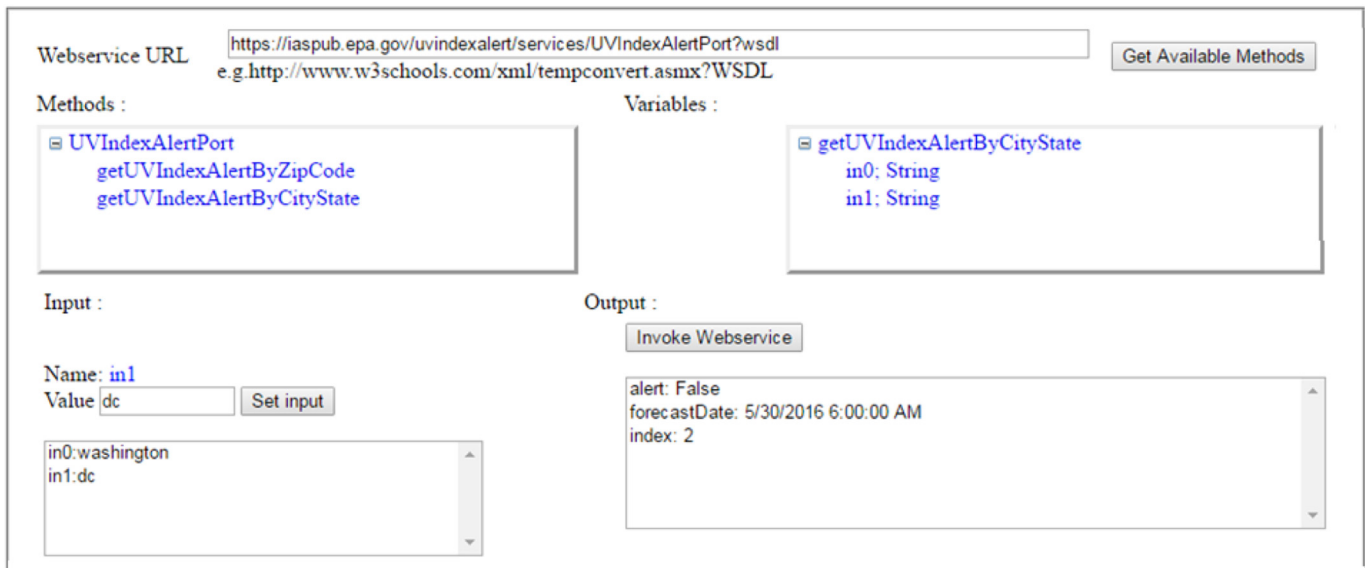 Webservice URL https://iaspub.epa.gov/uvindexalert/services/UVIndexAlertPort?wsdl Get Available Methods
e.g.http://www.w3schools.com/xml/tempconvert.asmx?WSDL
Methods : Variables :
UVIndexAlertPort
getUVIndexAlertByZipCode
getUVIndexAlertByCityState
getUVIndexAlertByCityState
in0; String
in1; String
Input : Output :
Invoke Webservice
Name: in1
Value dc Set input
in0:washington
in1:dc
alert: False
forecastDate: 5/30/2016 6:00:00 AM
index: 2